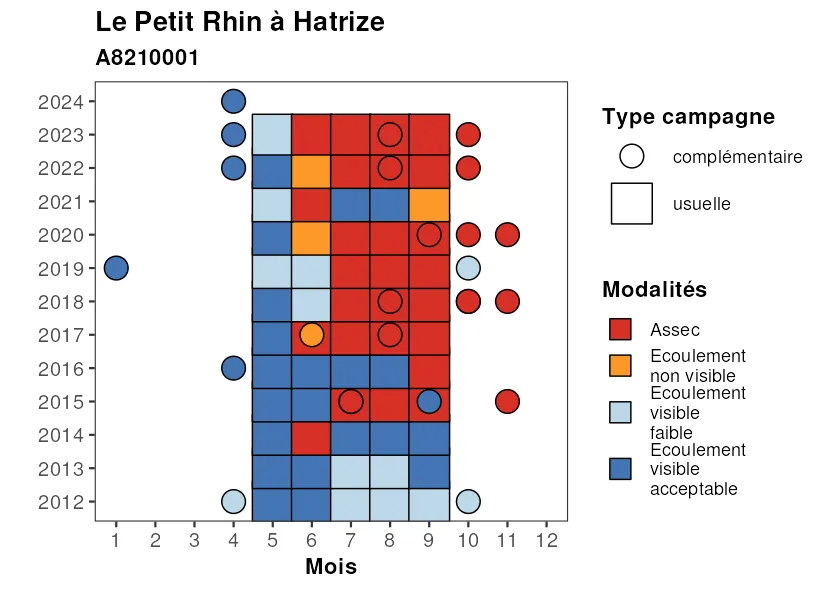 Le Petit Rhin à Hatrize
A8210001
2024
2023
2022
2021
2020
2019
2018
2017
2016
2015
2014
2013
2012
1 2 3 4 5 6 7 8 9 10 11 12
Mois
Type campagne
complémentaire
usuelle
Modalités
Assec
Ecoulement
non visible
Ecoulement
visible
faible
Ecoulement
visible
acceptable